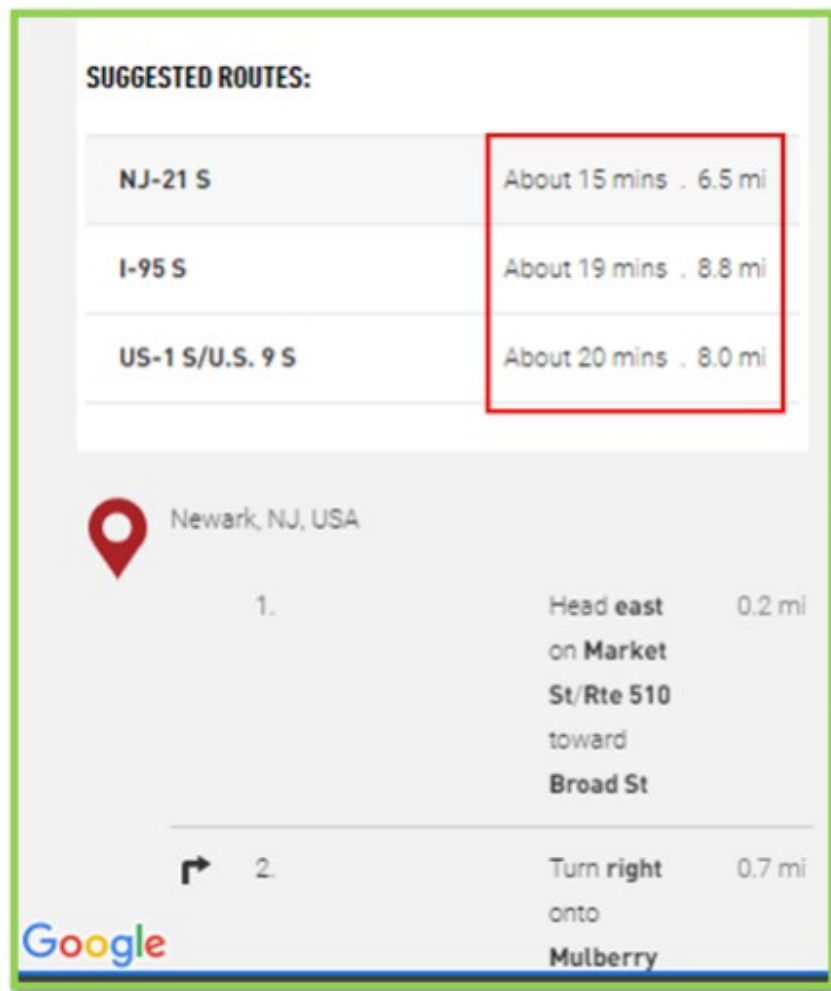 SUGGESTED ROUTES:
NJ-21 S About 15 mins . 6.5 mi
I-95 S About 19 mins . 8.8 mi
US-1 S/U.S. 9 S About 20 mins . 8.0 mi
Newark, NJ, USA
1. Head east 0.2 mi
on Market
St/Rte 510
toward
Broad St
2. Turn right 0.7 mi
onto
Mulberry
Google